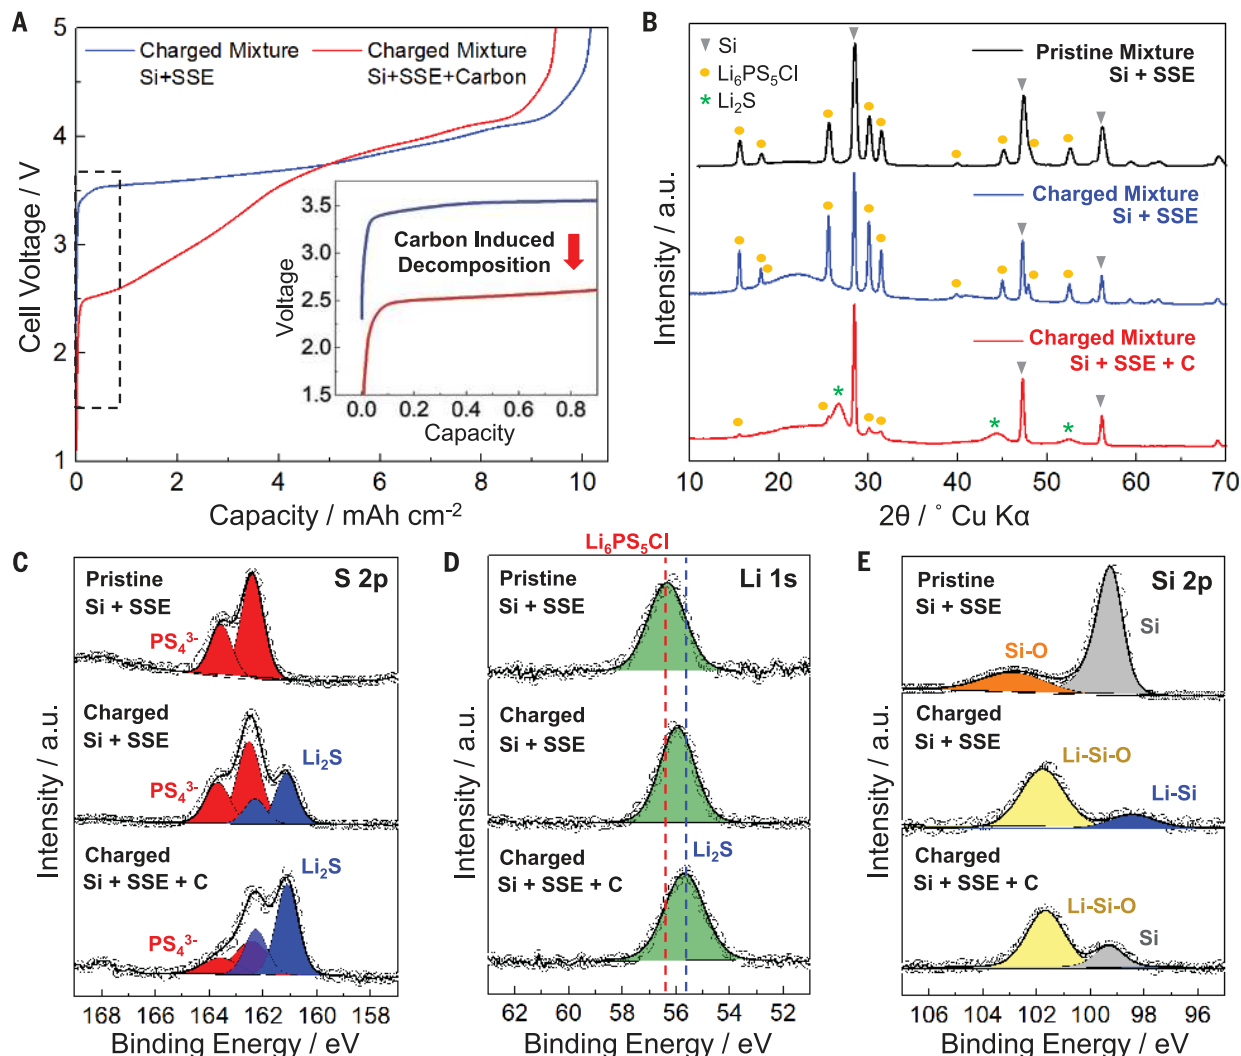 A
5
4
3
2
1
Cell Voltage / V
Charged Mixture
Si+SSE
Charged Mixture
Si+SSE+Carbon
3.5
3.0
2.5
2.0
1.5
Voltage
Carbon Induced
Decomposition
0.0 0.2 0.4 0.6 0.8
Capacity
0 2 4 6 8 10
Capacity / mAh cm-2
B
Si
Li6PS5Cl
Li2S
Pristine Mixture
Si + SSE
Charged Mixture
Si + SSE
Charged Mixture
Si + SSE + C
Intensity / a.u.
10 20 30 40 50 60 70
2θ / ° Cu Kα
C
S 2p
Pristine
Si + SSE
PS43-
Charged
Si + SSE
PS43-
Li2S
Charged
Si + SSE + C
PS43-
Li2S
Intensity / a.u.
168 166 164 162 160 158
Binding Energy / eV
D
Li6PS5Cl
Li 1s
Pristine
Si + SSE
Charged
Si + SSE
Charged
Si + SSE + C
Li2S
Intensity / a.u.
62 60 58 56 54 52
Binding Energy / eV
E
Si 2p
Pristine
Si + SSE
Si-O
Si
Charged
Si + SSE
Li-Si-O
Li-Si
Charged
Si + SSE + C
Li-Si-O
Si
Intensity / a.u.
106 104 102 100 98 96
Binding Energy / eV